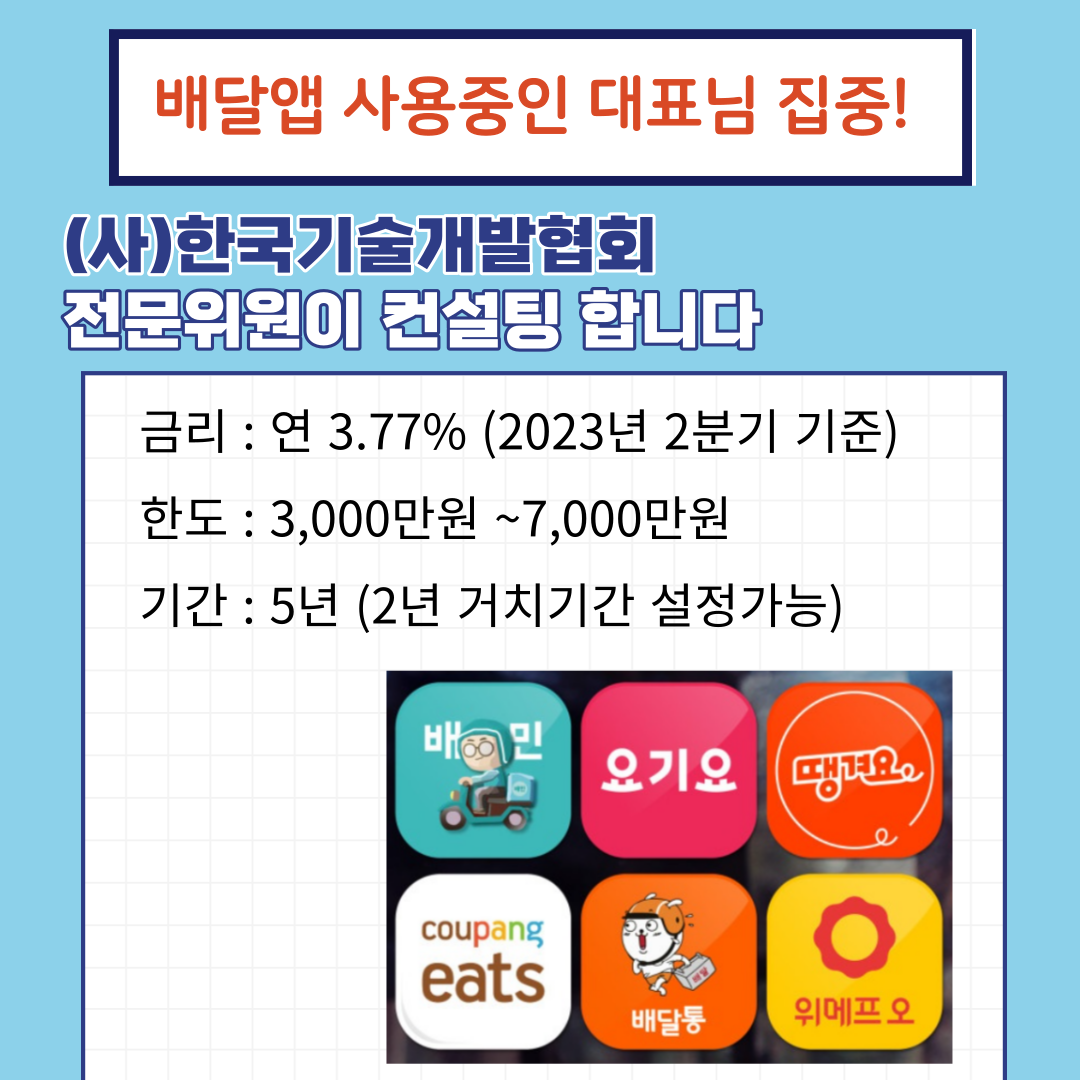 배달앱 사용중인 대표님 집중!
(사)한국기술개발협회
전문위원이 컨설팅 합니다
금리 : 연 3.77% (2023년 2분기 기준)
한도 : 3,000만원 ~7,000만원
기간 : 5년 (2년 거치기간 설정가능)
배민
요기요
땡겨요
coupang
eats
배달
배달통
위메프오